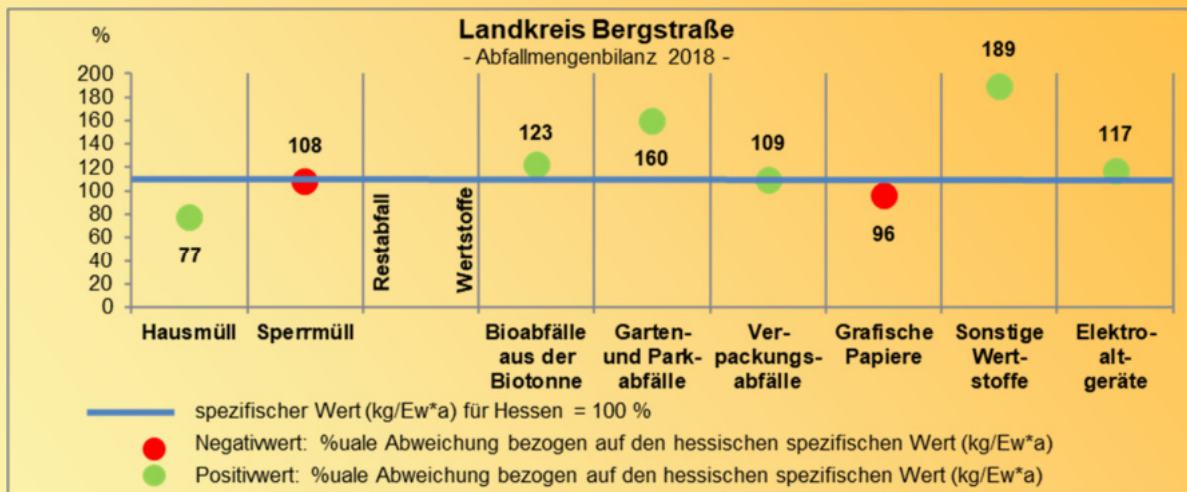 Landkreis Bergstraße
- Abfallmengenbilanz 2018 -
%
200
180
160
140
120
100
80
60
40
20
0
77
108
Restabfall
Wertstoffe
123
160
109
96
189
117
Hausmüll
Sperrmüll
Bioabfälle
aus der
Biotonne
Garten-
und Park-
abfälle
Ver-
packungs-
abfälle
Grafische
Papiere
Sonstige
Wert-
stoffe
Elektro-
alt-
geräte
spezifischer Wert (kg/Ew*a) für Hessen = 100 %
Negativwert: %uale Abweichung bezogen auf den hessischen spezifischen Wert (kg/Ew*a)
Positivwert: %uale Abweichung bezogen auf den hessischen spezifischen Wert (kg/Ew*a)